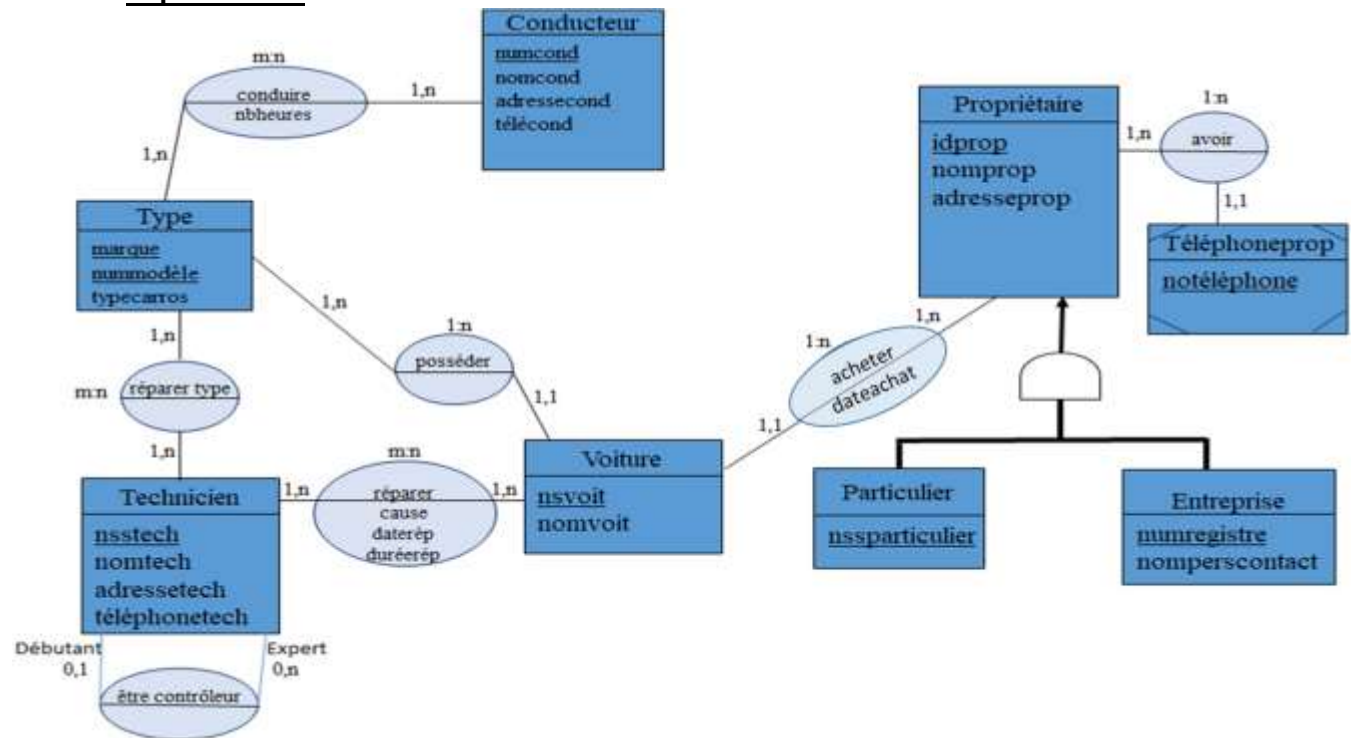 Conducteur
numcond
nomcond
adressecond
télécond
m:n
conduire
nbheures
1,n
1,n
Propriétaire
idprop
nomprop
adresseprop
1:n
1,n
avoir
1,1
Téléphoneprop
notéléphone
Type
marque
nummodèle
typecarros
1,n
1:n
posséder
1,1
1,n
m:n
réparer type
1,n
1,n
1:n
acheter
dateachat
1,1
Voiture
nsvoit
nomvoit
Technicien
nsstech
nomtech
adressetech
téléphonetech
m:n
1,n
réparer
1,n
cause
daterép
duréerép
Particulier
nssparticulier
Entreprise
numregistre
nomperscontact
Débutant
0,1
Expert
0,n
être contrôleur